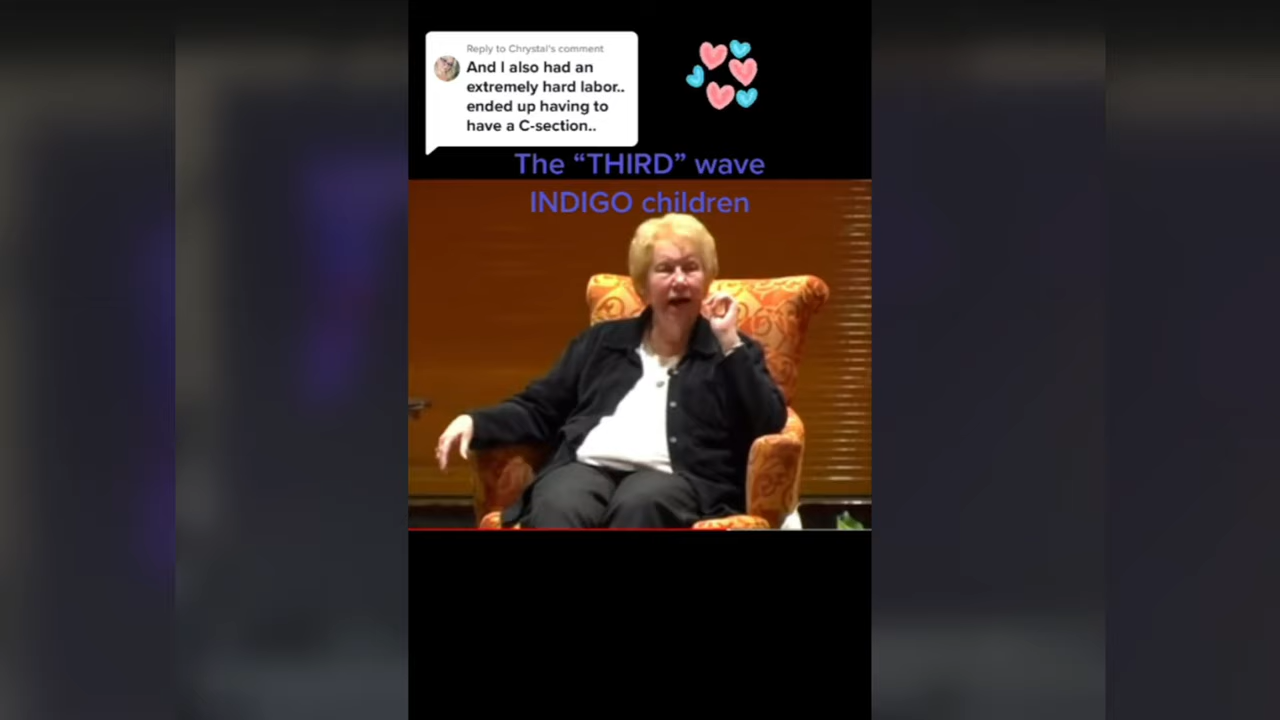 Reply to Chrystal's comment
And I also had an
extremely hard labor..
ended up having to
have a C-section..
The “THIRD” wave
INDIGO children